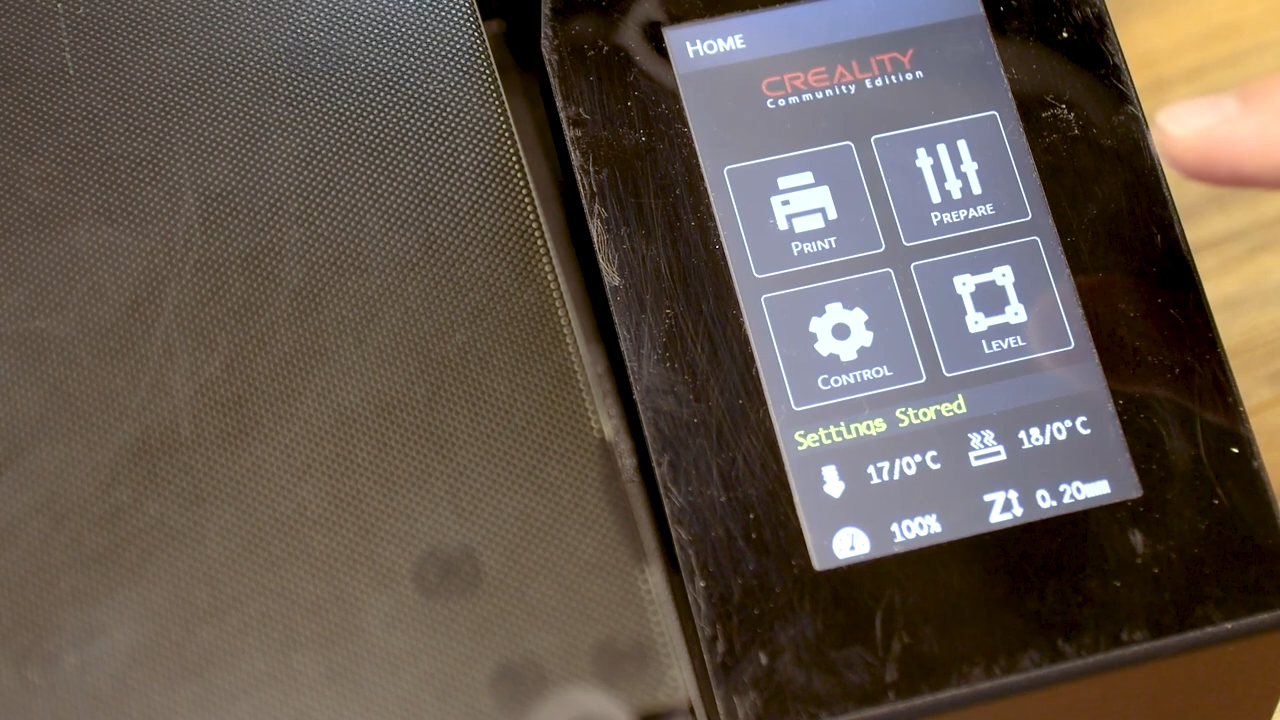 HOME
CREALITY
Community Edition
PRINT
PREPARE
CONTROL
LEVEL
Settings Stored
17/0°C
18/0°C
100%
Z 0.20mm